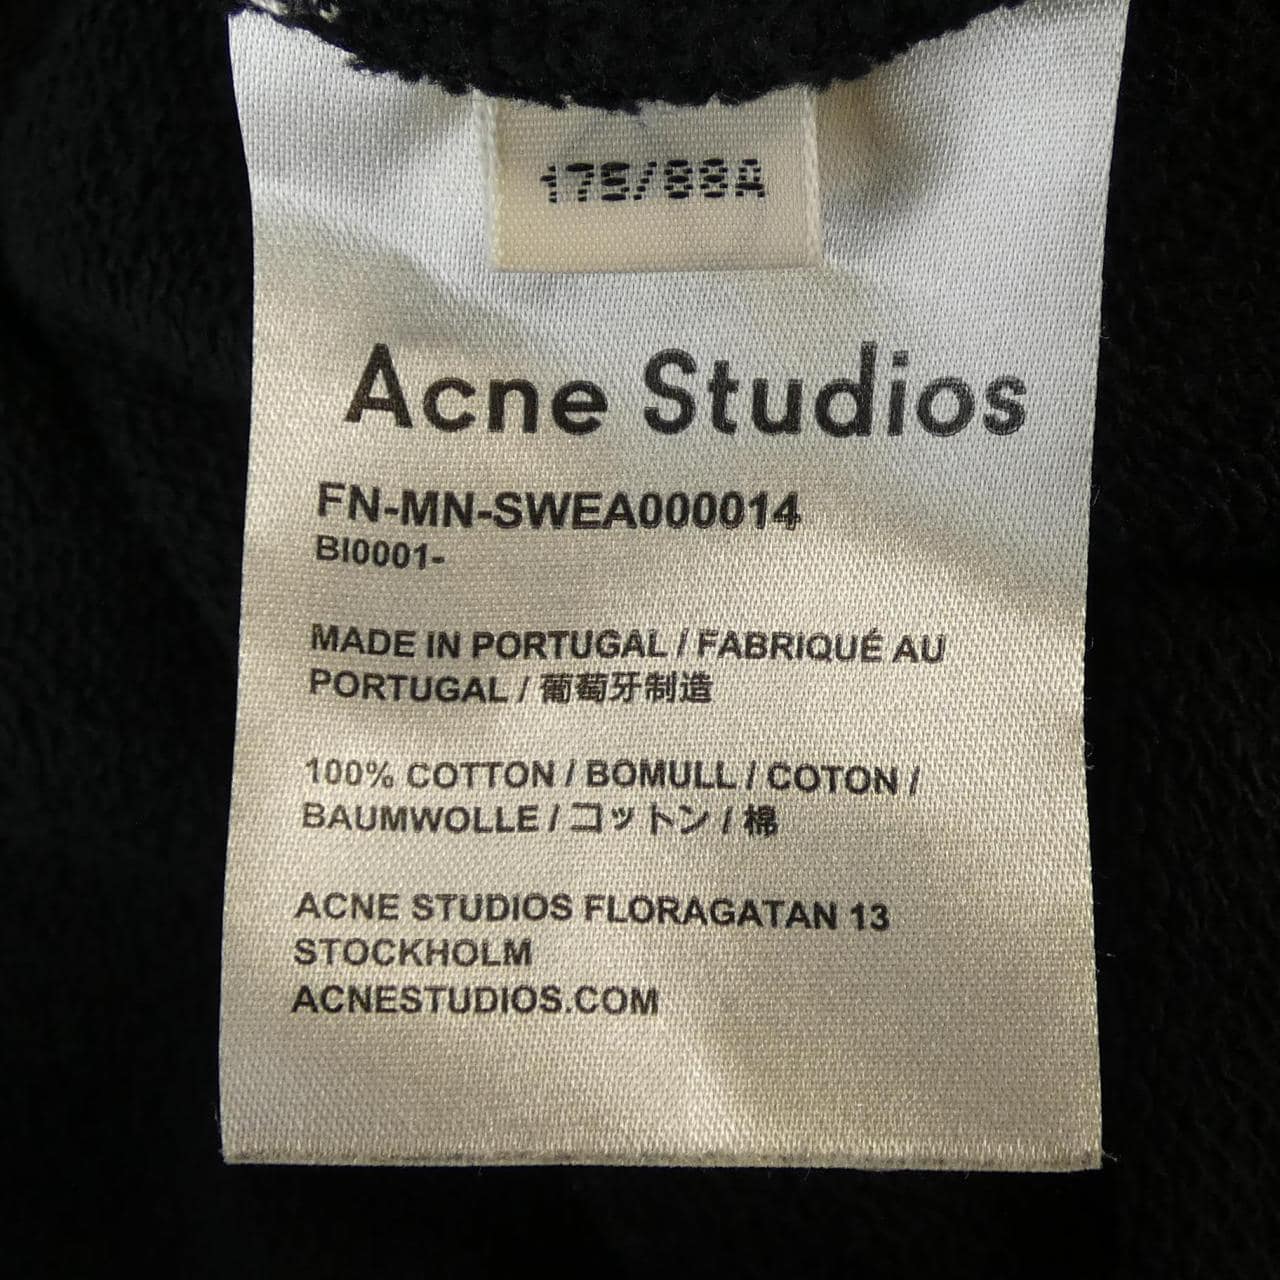 175/88A
Acne Studios
FN-MN-SWEA000014
BI0001-
MADE IN PORTUGAL / FABRIQUÉ AU
PORTUGAL / 葡萄牙制造
100% COTTON / BOMULL / COTON /
BAUMWOLLE / コットン / 棉
ACNE STUDIOS FLORAGATAN 13
STOCKHOLM
ACNESTUDIOS.COM